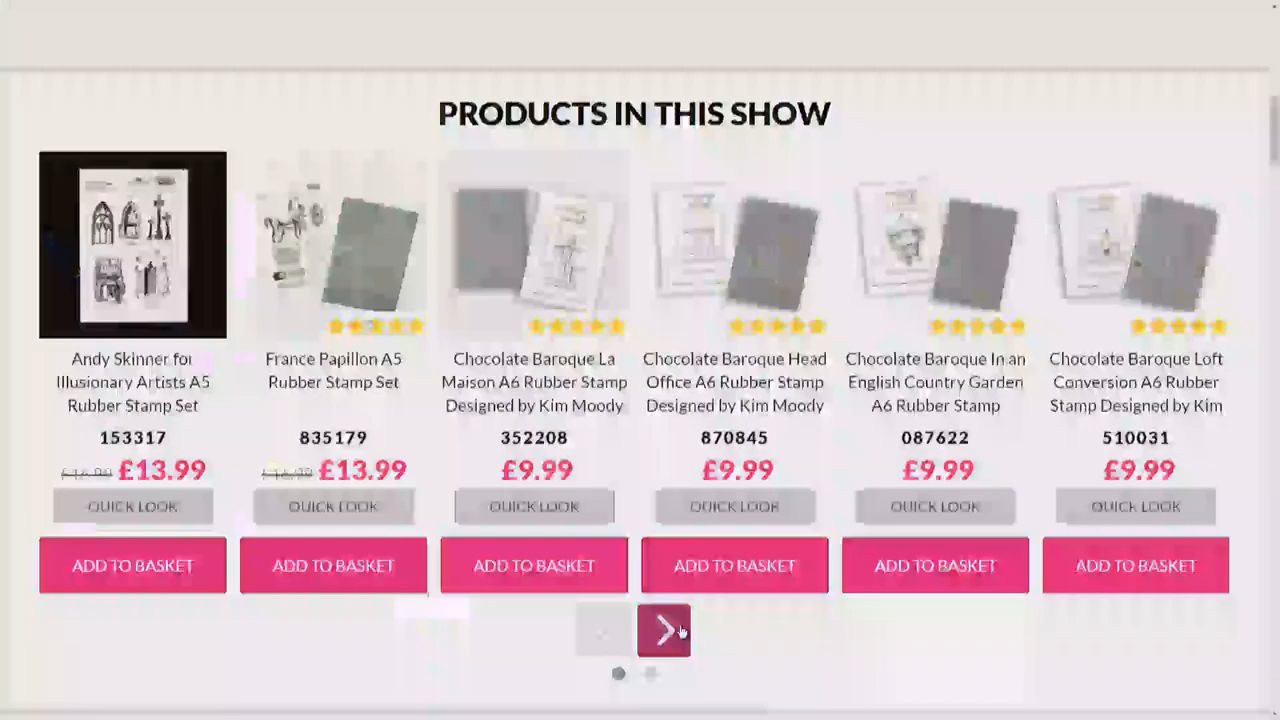 PRODUCTS IN THIS SHOW
Andy Skinner for
Illusionary Artists A5
Rubber Stamp Set
153317
£13.99
QUICK LOOK
ADD TO BASKET
France Papillon A5
Rubber Stamp Set
835179
£13.99
QUICK LOOK
ADD TO BASKET
Chocolate Baroque La
Maison A6 Rubber Stamp
Designed by Kim Moody
352208
£9.99
QUICK LOOK
ADD TO BASKET
Chocolate Baroque Head
Office A6 Rubber Stamp
Designed by Kim Moody
870845
£9.99
QUICK LOOK
ADD TO BASKET
Chocolate Baroque In an
English Country Garden
A6 Rubber Stamp
087622
£9.99
QUICK LOOK
ADD TO BASKET
Chocolate Baroque Loft
Conversion A6 Rubber
Stamp Designed by Kim
510031
£9.99
QUICK LOOK
ADD TO BASKET